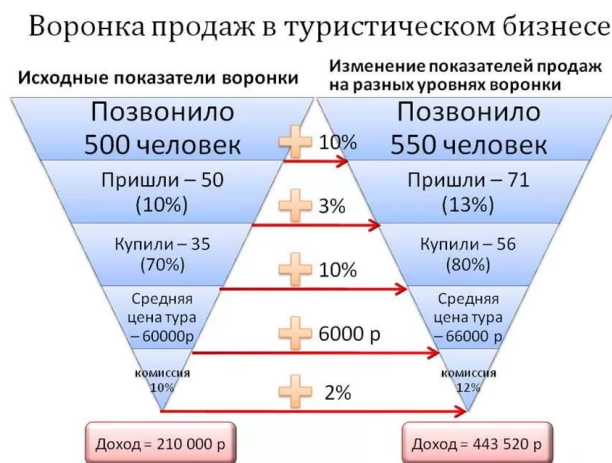 Воронка продаж в туристическом бизнесе
Исходные показатели воронки
Изменение показателей продаж
на разных уровнях воронки
Позвонило
500 человек
10%
Позвонило
550 человек
Пришли – 50
(10%)
3%
Пришли – 71
(13%)
Купили – 35
(70%)
10%
Купили – 56
(80%)
Средняя
цена тура
– 60000р
6000 р
Средняя
цена тура
– 66000 р
комиссия
10%
2%
комиссия
12%
Доход = 210 000 р
Доход = 443 520 р